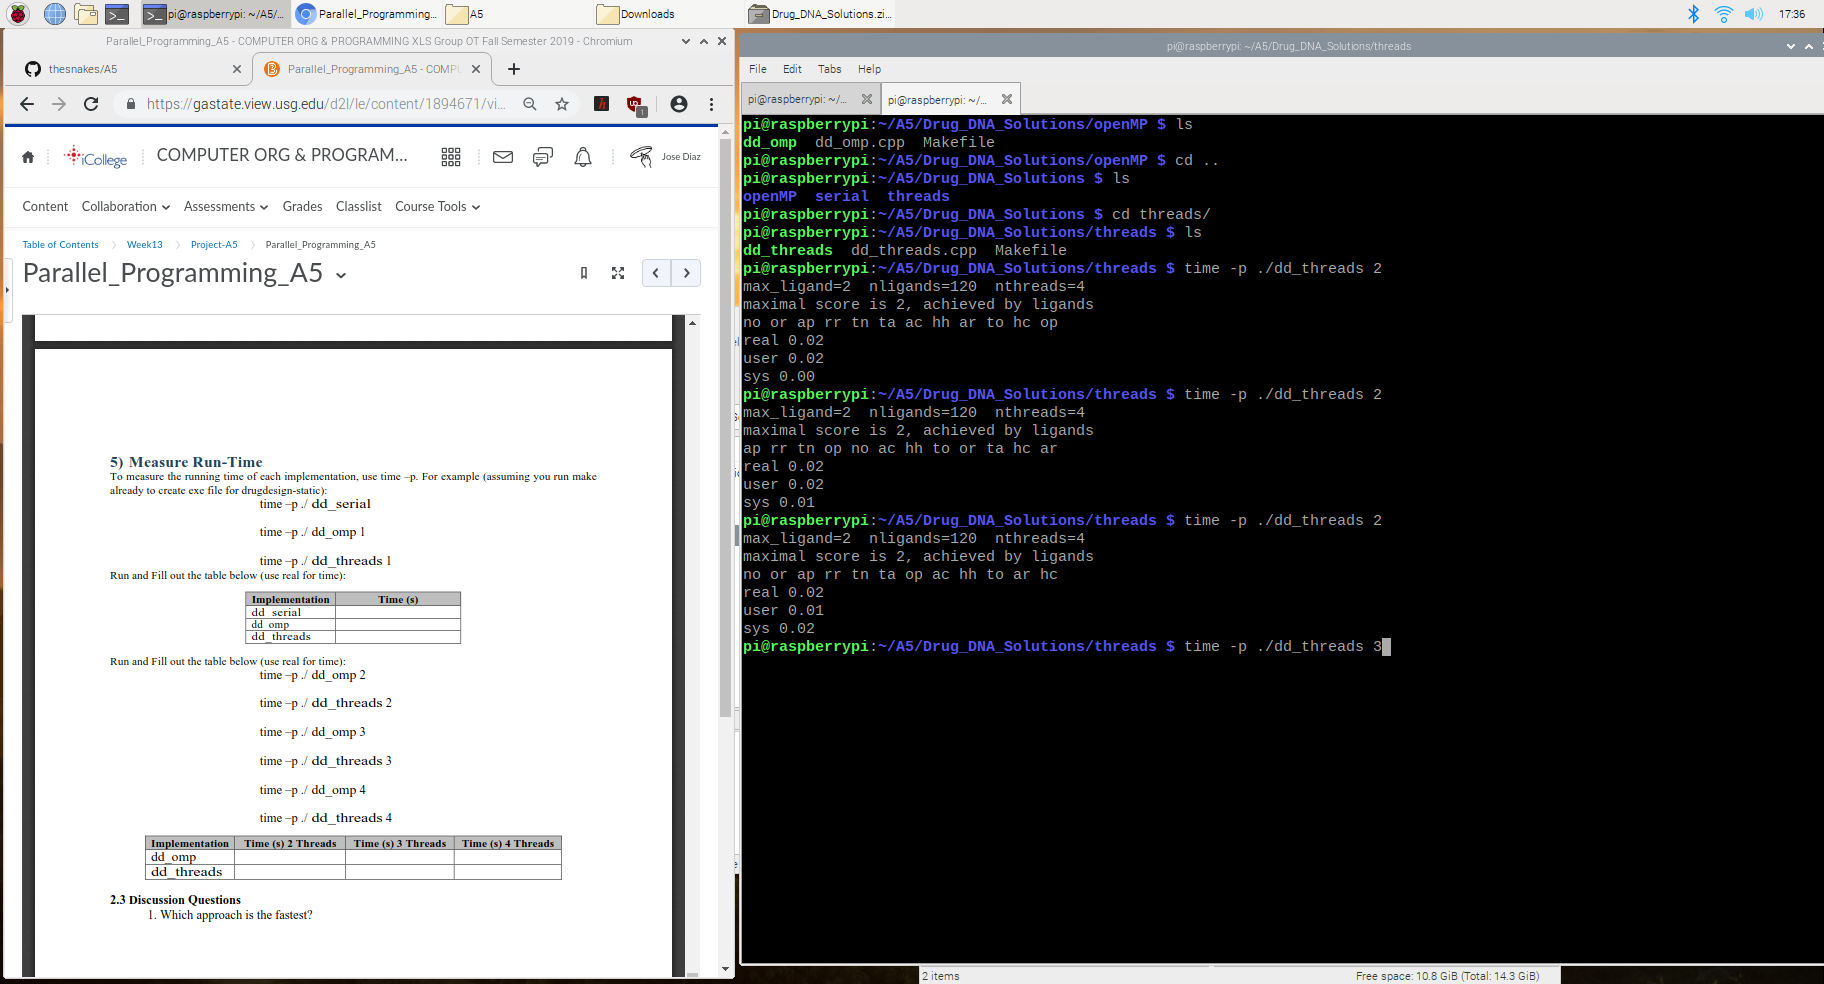 pi@raspberrypi: ~/A5/...
Parallel_Programming...
A5
Downloads
Drug_DNA_Solutions.zi...
17:36
Parallel_Programming_A5 - COMPUTER ORG & PROGRAMMING XLS Group OT Fall Semester 2019 - Chromium
thesnakes/A5
Parallel_Programming_A5 - COMPU
https://gastate.view.usg.edu/d2l/le/content/1894671/vi...
iCollege
COMPUTER ORG & PROGRAM...
Jose Diaz
Content Collaboration Assessments Grades Classlist Course Tools
Table of Contents Week13 Project-A5 Parallel_Programming_A5
Parallel_Programming_A5
5) Measure Run-Time
To measure the running time of each implementation, use time –p. For example (assuming you run make
already to create exe file for drugdesign-static):
time –p ./ dd_serial
time –p ./ dd_omp 1
time –p ./ dd_threads 1
Run and Fill out the table below (use real for time):
Implementation Time (s)
dd_serial
dd_omp
dd_threads
Run and Fill out the table below (use real for time):
time –p ./ dd_omp 2
time –p ./ dd_threads 2
time –p ./ dd_omp 3
time –p ./ dd_threads 3
time –p ./ dd_omp 4
time –p ./ dd_threads 4
Implementation Time (s) 2 Threads Time (s) 3 Threads Time (s) 4 Threads
dd_omp
dd_threads
2.3 Discussion Questions
1. Which approach is the fastest?
pi@raspberrypi: ~/A5/Drug_DNA_Solutions/threads
File Edit Tabs Help
pi@raspberrypi: ~/... pi@raspberrypi: ~/...
pi@raspberrypi:~/A5/Drug_DNA_Solutions/openMP $ ls
dd_omp dd_omp.cpp Makefile
pi@raspberrypi:~/A5/Drug_DNA_Solutions/openMP $ cd ..
pi@raspberrypi:~/A5/Drug_DNA_Solutions $ ls
openMP serial threads
pi@raspberrypi:~/A5/Drug_DNA_Solutions $ cd threads/
pi@raspberrypi:~/A5/Drug_DNA_Solutions/threads $ ls
dd_threads dd_threads.cpp Makefile
pi@raspberrypi:~/A5/Drug_DNA_Solutions/threads $ time -p ./dd_threads 2
max_ligand=2 nligands=120 nthreads=4
maximal score is 2, achieved by ligands
no or ap rr tn ta ac hh ar to hc op
real 0.02
user 0.02
sys 0.00
pi@raspberrypi:~/A5/Drug_DNA_Solutions/threads $ time -p ./dd_threads 2
max_ligand=2 nligands=120 nthreads=4
maximal score is 2, achieved by ligands
ap rr tn op no ac hh to or ta hc ar
real 0.02
user 0.02
sys 0.01
pi@raspberrypi:~/A5/Drug_DNA_Solutions/threads $ time -p ./dd_threads 2
max_ligand=2 nligands=120 nthreads=4
maximal score is 2, achieved by ligands
no or ap rr tn ta op ac hh to ar hc
real 0.02
user 0.01
sys 0.02
pi@raspberrypi:~/A5/Drug_DNA_Solutions/threads $ time -p ./dd_threads 3
2 items
Free space: 10.8 GiB (Total: 14.3 GiB)